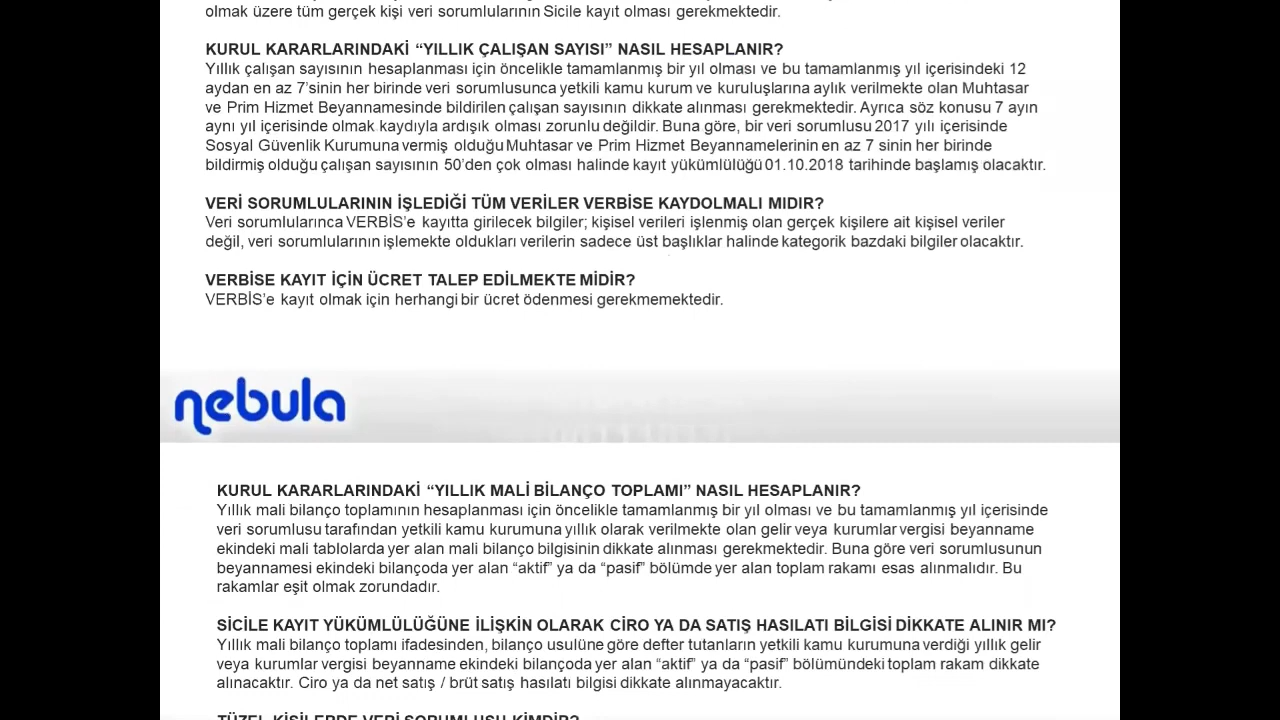 olmak üzere tüm gerçek kişi veri sorumlularının Sicile kayıt olması gerekmektedir.
KURUL KARARLARINDAKİ “YILLIK ÇALIŞAN SAYISI” NASIL HESAPLANIR?
Yıllık çalışan sayısının hesaplanması için öncelikle tamamlanmış bir yıl olması ve bu tamamlanmış yıl içerisindeki 12
aydan en az 7’sinin her birinde veri sorumlusunca yetkili kamu kurum ve kuruluşlarına aylık verilmekte olan Muhtasar
ve Prim Hizmet Beyannamesinde bildirilen çalışan sayısının dikkate alınması gerekmektedir. Ayrıca söz konusu 7 ayın
aynı yıl içerisinde olmak kaydıyla ardışık olması zorunlu değildir. Buna göre, bir veri sorumlusu 2017 yılı içerisinde
Sosyal Güvenlik Kurumuna vermiş olduğu Muhtasar ve Prim Hizmet Beyannamelerinin en az 7 sinin her birinde
bildirmiş olduğu çalışan sayısının 50’den çok olması halinde kayıt yükümlülüğü 01.10.2018 tarihinde başlamış olacaktır.
VERİ SORUMLULARININ İŞLEDİĞİ TÜM VERİLER VERBİSE KAYDOLMALI MIDIR?
Veri sorumlularınca VERBİS’e kayıtta girilecek bilgiler; kişisel verileri işlenmiş olan gerçek kişilere ait kişisel veriler
değil, veri sorumlularının işlemekte oldukları verilerin sadece üst başlıklar halinde kategorik bazdaki bilgiler olacaktır.
VERBİSE KAYIT İÇİN ÜCRET TALEP EDİLMEKTE MİDİR?
VERBİS’e kayıt olmak için herhangi bir ücret ödenmesi gerekmemektedir.
nebula
KURUL KARARLARINDAKİ “YILLIK MALİ BİLANÇO TOPLAMI” NASIL HESAPLANIR?
Yıllık mali bilanço toplamının hesaplanması için öncelikle tamamlanmış bir yıl olması ve bu tamamlanmış yıl içerisinde
veri sorumlusu tarafından yetkili kamu kurumuna yıllık olarak verilmekte olan gelir veya kurumlar vergisi beyanname
ekindeki mali tablolarda yer alan mali bilanço bilgisinin dikkate alınması gerekmektedir. Buna göre veri sorumlusunun
beyannamesi ekindeki bilançoda yer alan “aktif” ya da “pasif” bölümde yer alan toplam rakamı esas alınmalıdır. Bu
rakamlar eşit olmak zorundadır.
SİCİLE KAYIT YÜKÜMLÜLÜĞÜNE İLİŞKİN OLARAK CİRO YA DA SATIŞ HASILATI BİLGİSİ DİKKATE ALINIR MI?
Yıllık mali bilanço toplamı ifadesinden, bilanço usulüne göre defter tutanların yetkili kamu kurumuna verdiği yıllık gelir
veya kurumlar vergisi beyanname ekindeki bilançoda yer alan “aktif” ya da “pasif” bölümündeki toplam rakam dikkate
alınacaktır. Ciro ya da net satış / brüt satış hasılatı bilgisi dikkate alınmayacaktır.
TÜZEL KİŞİLERDE VERİ SORUMLUSU KİMDİR?